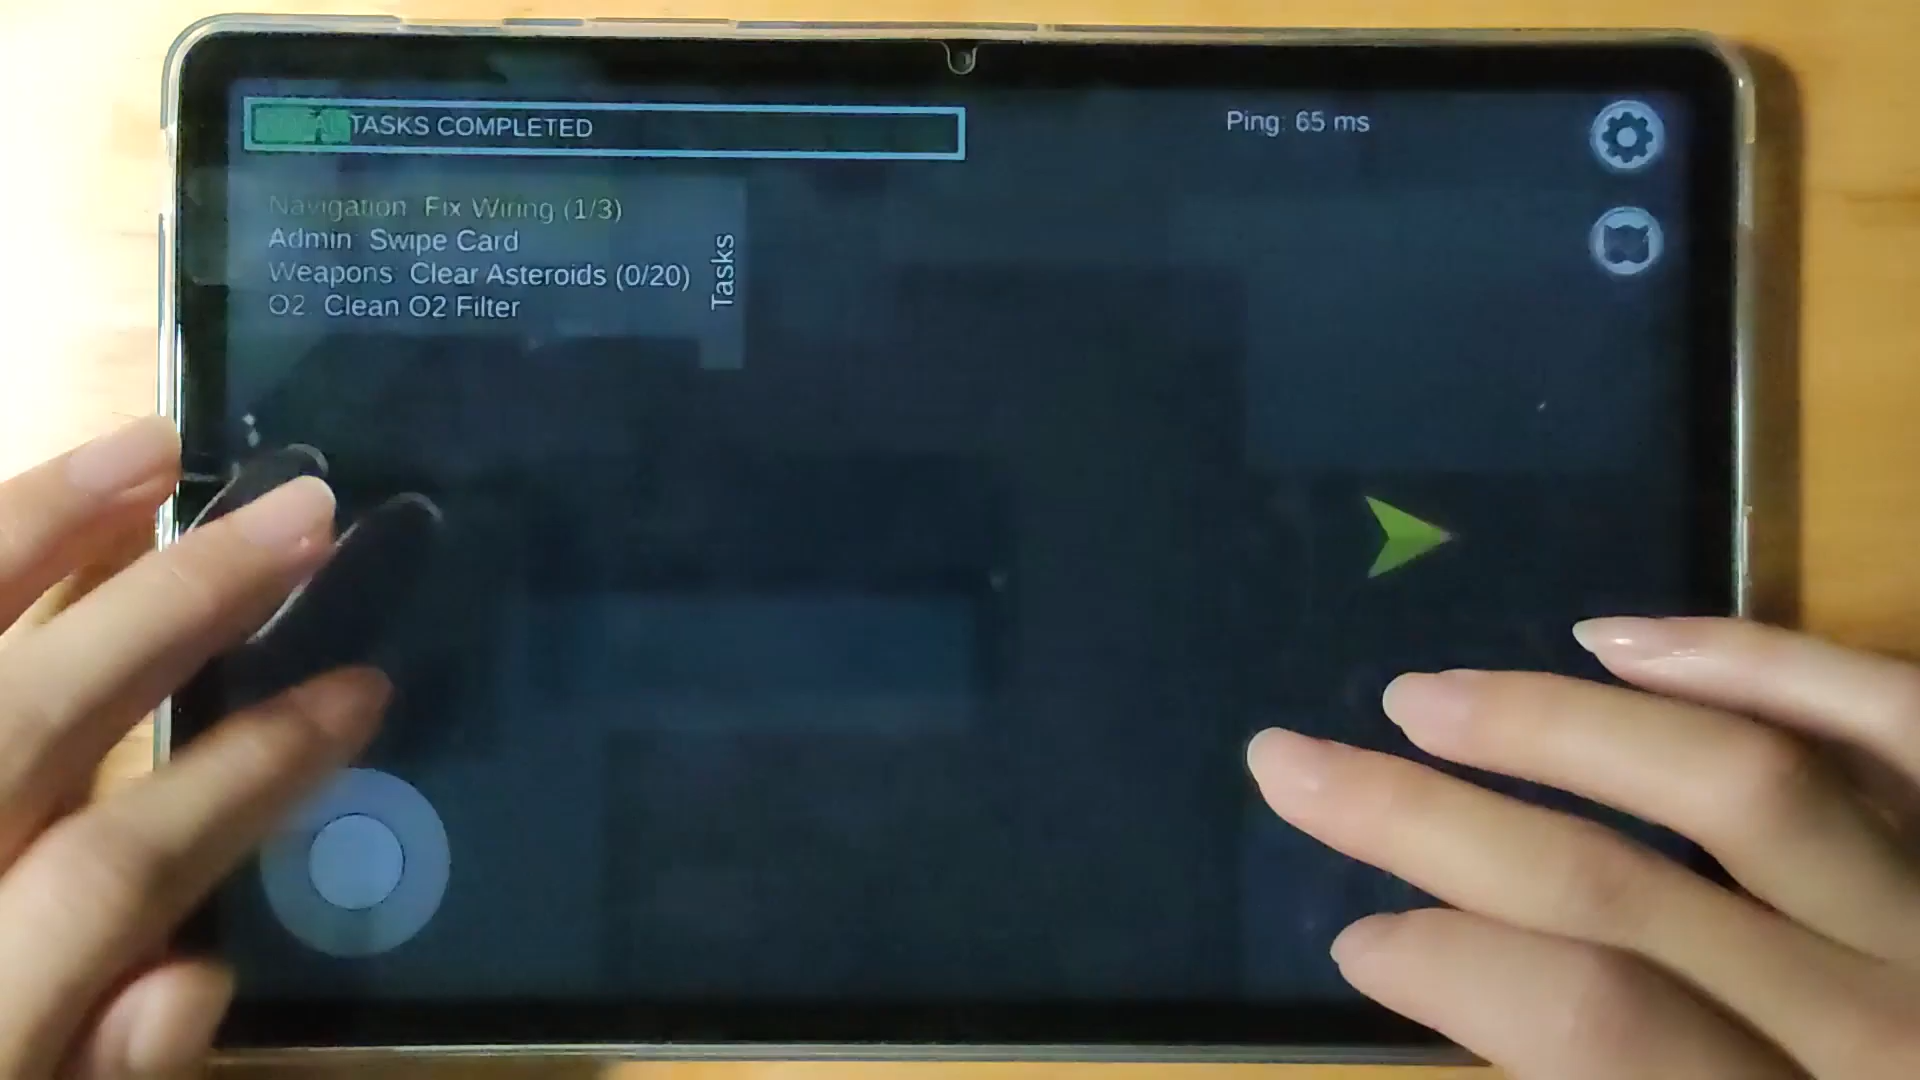 TOTAL TASKS COMPLETED
Ping: 65 ms
Navigation: Fix Wiring (1/3)
Admin: Swipe Card
Weapons: Clear Asteroids (0/20)
O2: Clean O2 Filter
Tasks